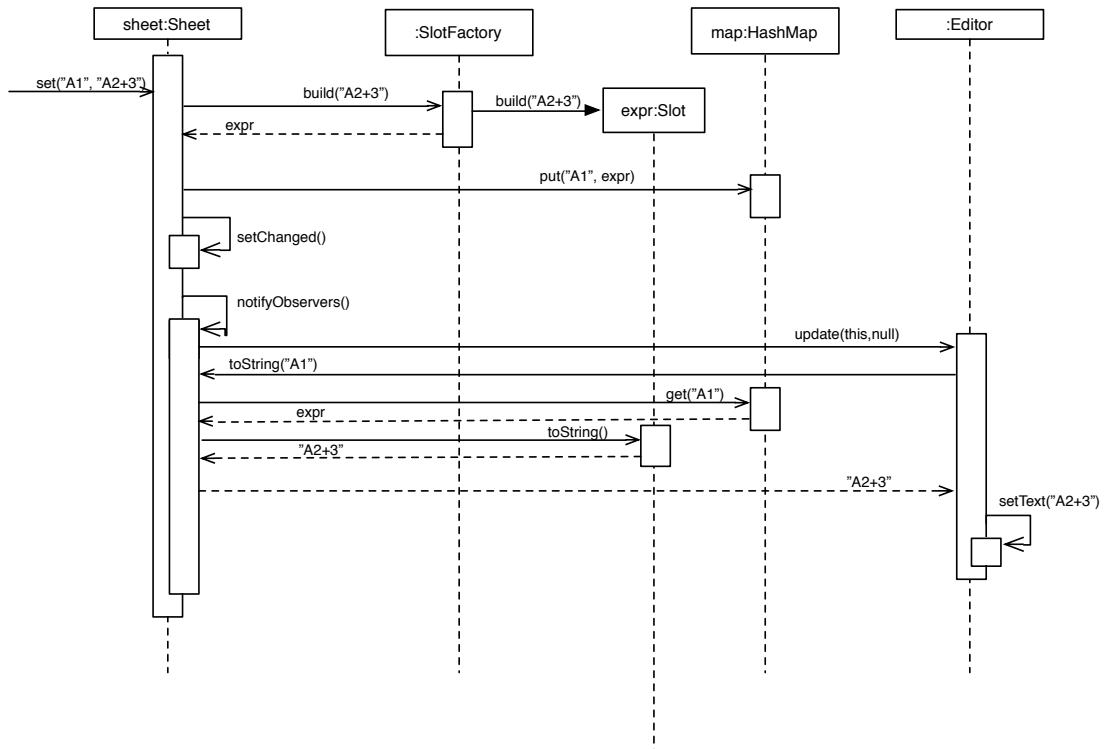 sheet:Sheet
:SlotFactory
map:HashMap
:Editor
set(”A1”, ”A2+3”)
build(”A2+3”)
build(”A2+3”)
expr:Slot
expr
put(”A1”, expr)
setChanged()
notifyObservers()
update(this,null)
toString(”A1”)
get(”A1”)
expr
toString()
”A2+3”
”A2+3”
setText(”A2+3”)